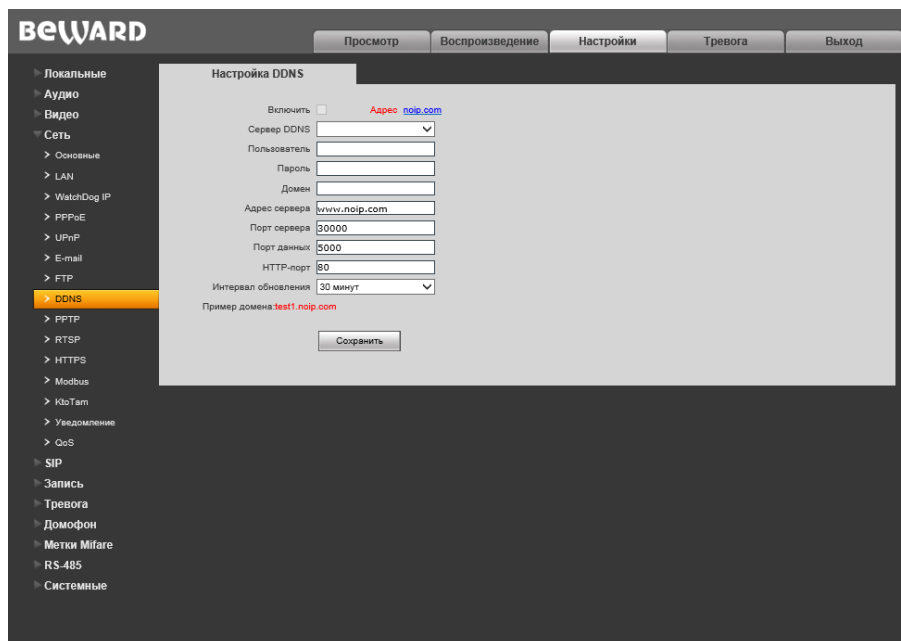 BEWARD
Просмотр
Воспроизведение
Настройки
Тревога
Выход
Локальные
Аудио
Видео
Сеть
Основные
LAN
WatchDog IP
PPPoE
UPnP
E-mail
FTP
DDNS
PPTP
RTSP
HTTPS
Modbus
KtoTam
Уведомление
QoS
SIP
Запись
Тревога
Домофон
Метки Mifare
RS-485
Системные
Настройка DDNS
Включить Адрес noip.com
Сервер DDNS
Пользователь
Пароль
Домен
Адрес сервера www.noip.com
Порт сервера 30000
Порт данных 5000
HTTP-порт 80
Интервал обновления 30 минут
Пример домена:test1.noip.com
Сохранить